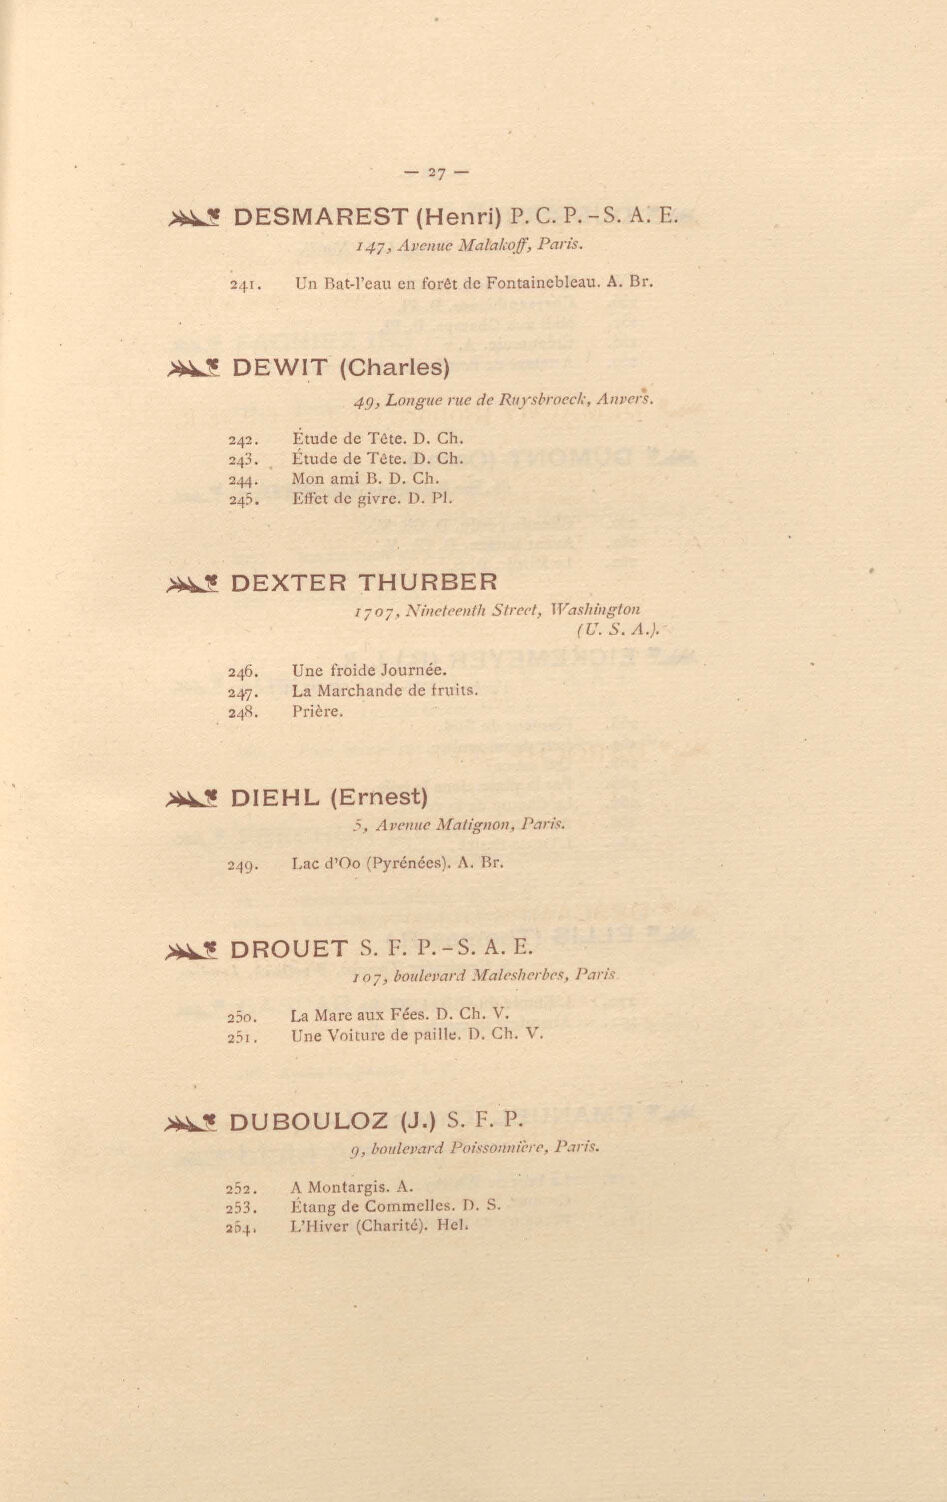 — 27 —
DESMAREST (Henri) P. C. P. – S. A. E.
147, Avenue Malakoff, Paris.
241. Un Bat-l'eau en forêt de Fontainebleau. A. Br.
DEWIT (Charles)
49, Longue rue de Ruysbroeck, Anvers.
242. Étude de Tête. D. Ch.
243. Étude de Tête. D. Ch.
244. Mon ami B. D. Ch.
245. Effet de givre. D. Pl.
DEXTER THURBER
1707, Nineteenth Street, Washington
(U. S. A.).
246. Une froide Journée.
247. La Marchande de fruits.
248. Prière.
DIEHL (Ernest)
5, Avenue Matignon, Paris.
249. Lac d'Oo (Pyrénées). A. Br.
DROUET S. F. P. – S. A. E.
107, boulevard Malesherbes, Paris.
250. La Mare aux Fées. D. Ch. V.
251. Une Voiture de paille. D. Ch. V.
DUBOULOZ (J.) S. F. P.
9, boulevard Poissonnière, Paris.
252. A Montargis. A.
253. Étang de Commelles. D. S.
254. L'Hiver (Charité). Hel.